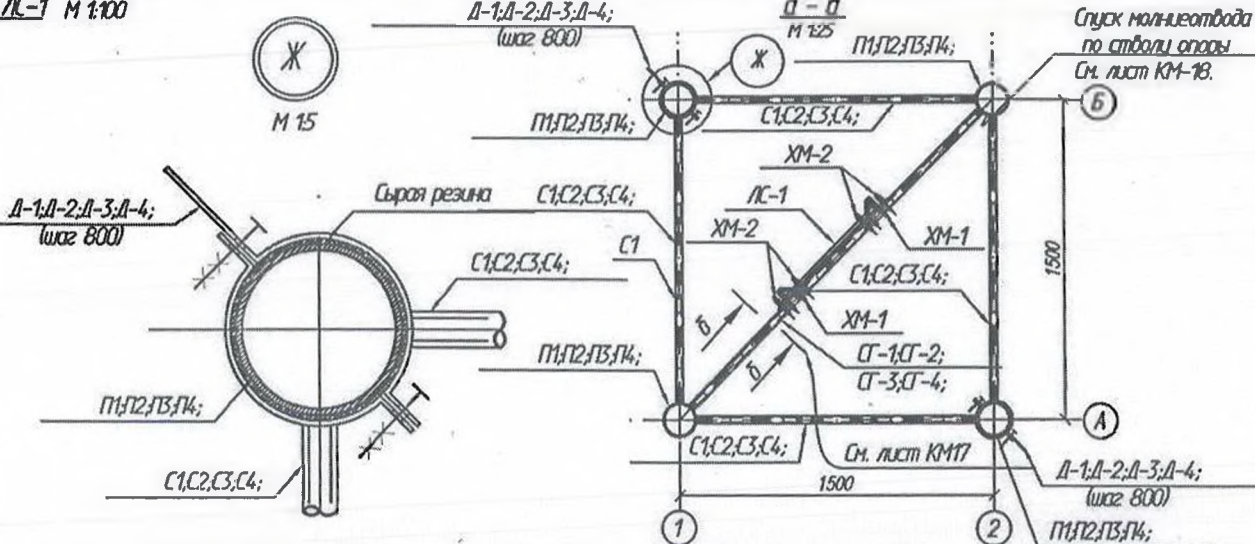 ЛС-1 М 1:100
Ж
М 1:5
Д-1;Д-2;Д-3;Д-4;
(шаг 800)
Сырая резина
С1;С2;С3;С4;
П1;П2;П3;П4;
С1;С2;С3;С4;
а - а
М 1:25
Д-1;Д-2;Д-3;Д-4;
(шаг 800)
Ж
П1;П2;П3;П4;
Спуск молниеотвода
по стволи опоры
См. лист КМ-18.
П1;П2;П3;П4;
С1;С2;С3;С4;
Б
ХМ-2
С1;С2;С3;С4;
ЛС-1
ХМ-2
ХМ-1
С1
1500
С1;С2;С3;С4;
б
ХМ-1
П1;П2;П3;П4;
б
СГ-1;СГ-2;
СГ-3;СГ-4;
А
С1;С2;С3;С4;
См. лист КМ17
Д-1;Д-2;Д-3;Д-4;
(шаг 800)
1500
1
2
П1;П2;П3;П4;